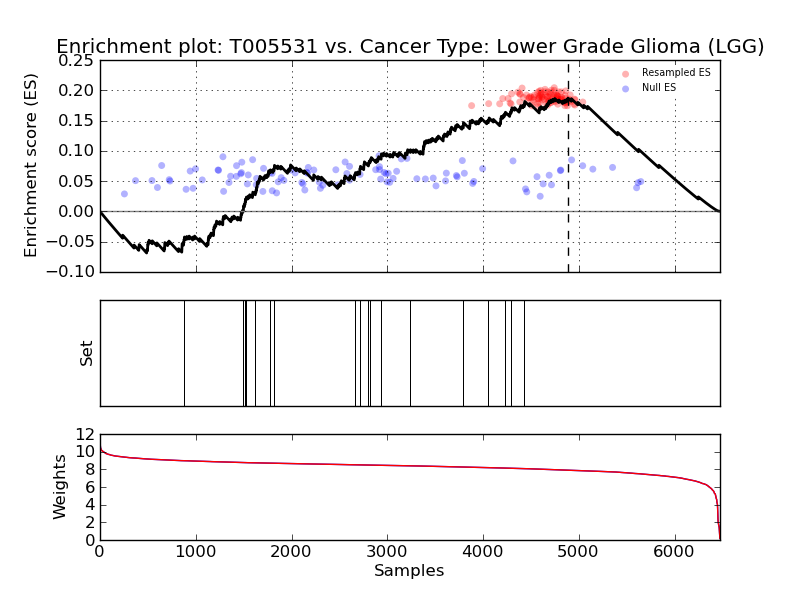 Enrichment plot: T005531 vs. Cancer Type: Lower Grade Glioma (LGG)
0.25
0.20
0.15
0.10
0.05
0.00
−0.05
−0.10
Enrichment score (ES)
Resampled ES
Null ES
Set
12
10
8
6
4
2
0
Weights
0 1000 2000 3000 4000 5000 6000
Samples